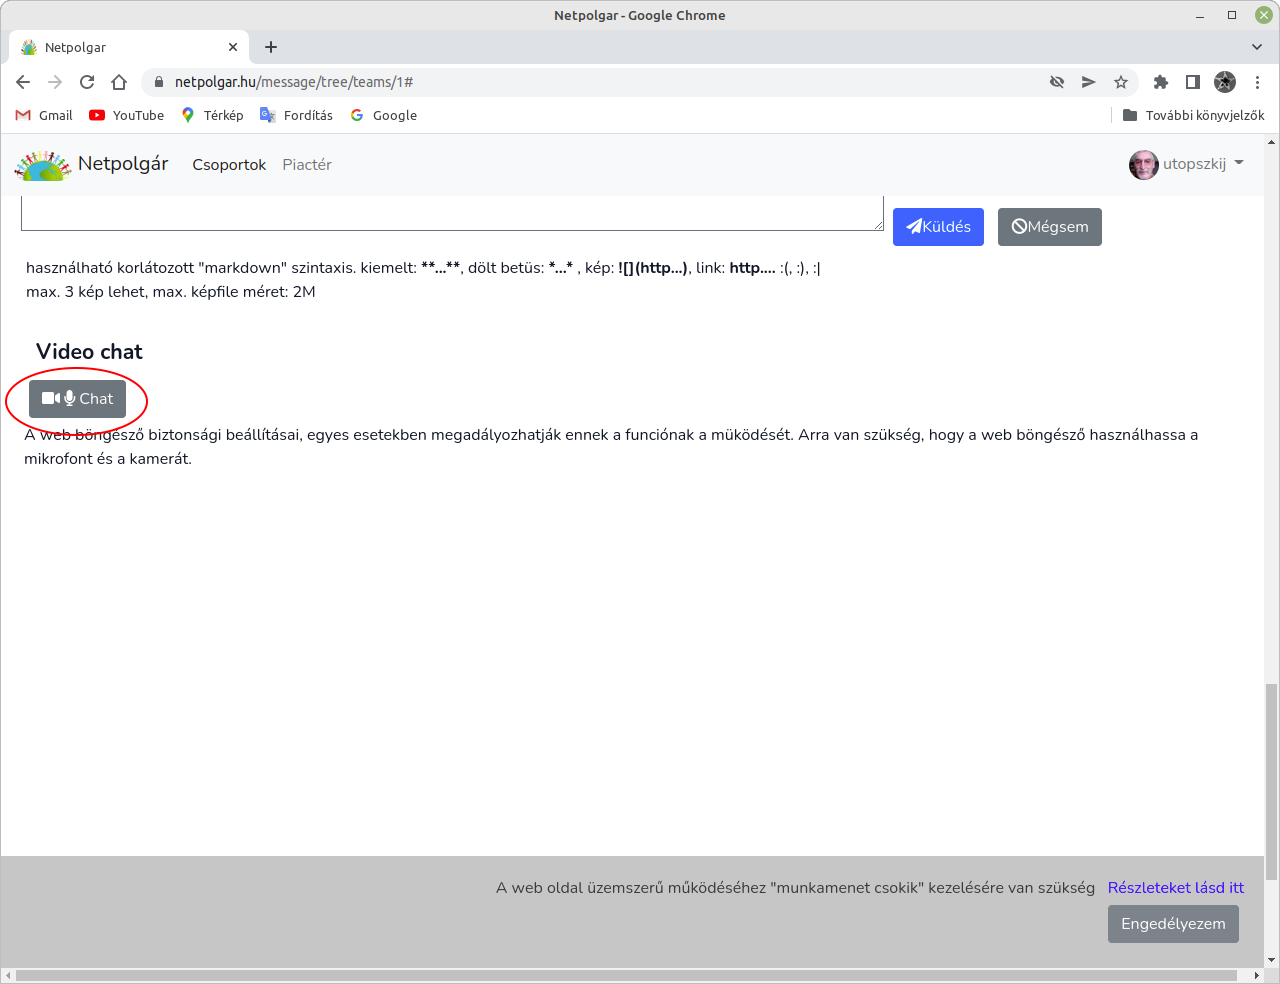 Netpolgar - Google Chrome
Netpolgar
netpolgar.hu/message/tree/teams/1#
Gmail YouTube Térkép Fordítás Google További könyvjelzők
Netpolgár Csoportok Piactér utopszkij
Küldés Mégsem
használható korlátozott "markdown" szintaxis. kiemelt: **...**, dölt betüs: *...* , kép: ![](http...), link: http.... :(, :), :|
max. 3 kép lehet, max. képfile méret: 2M
Video chat
Chat
A web böngésző biztonsági beállításai, egyes esetekben megadályozhatják ennek a funciónak a müködését. Arra van szükség, hogy a web böngésző használhassa a
mikrofont és a kamerát.
A web oldal üzemszerű működéséhez "munkamenet csokik" kezelésére van szükség Részleteket lásd itt
Engedélyezem